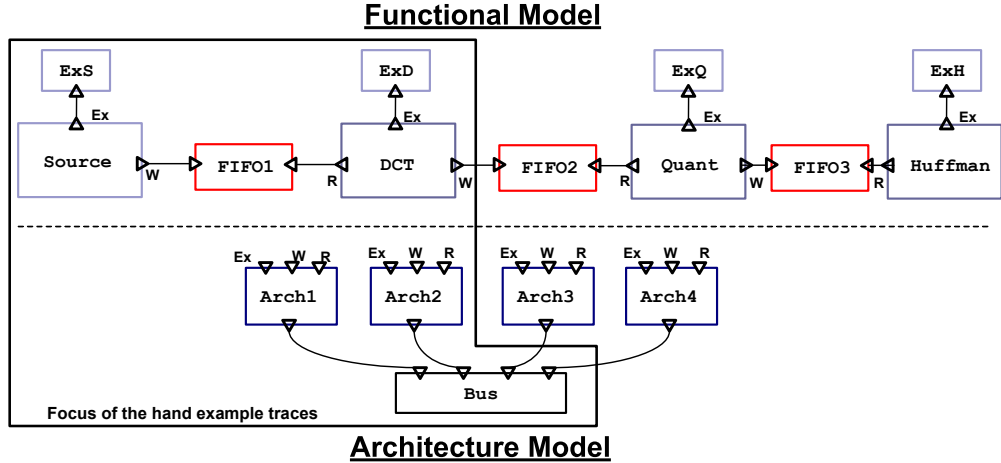 Functional Model
ExS ExD ExQ ExH
Ex Ex Ex Ex
Source FIFO1 DCT FIFO2 Quant FIFO3 Huffman
W R W R W R
Ex W R Ex W R Ex W R Ex W R
Arch1 Arch2 Arch3 Arch4
Bus
Focus of the hand example traces
Architecture Model